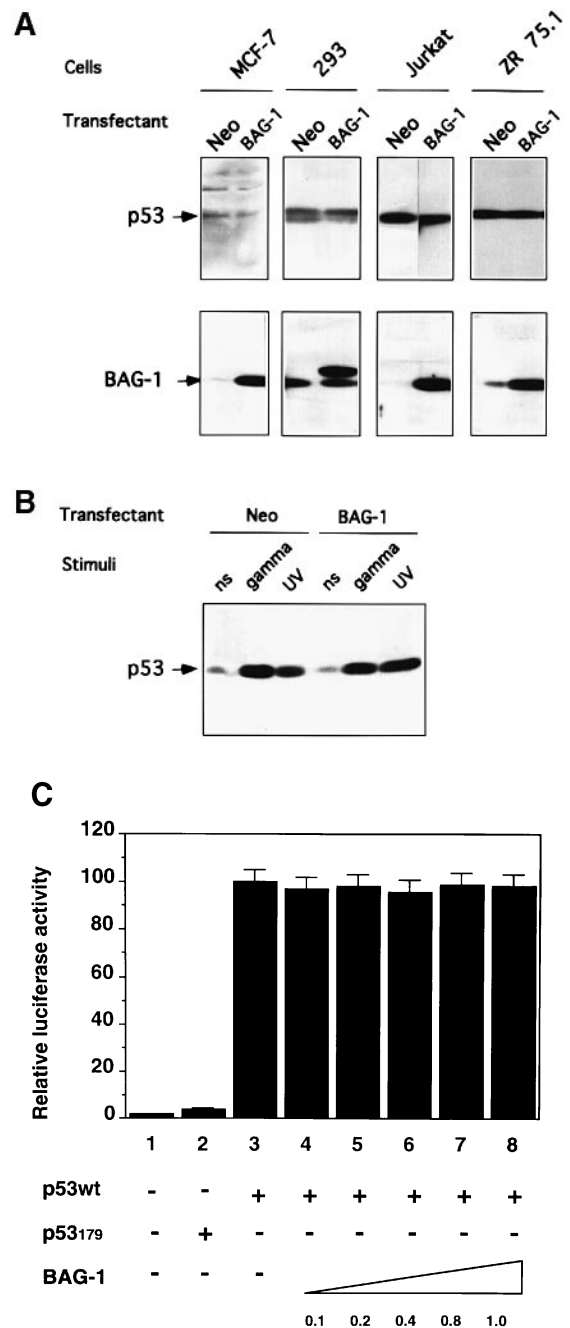 A
Cells MCF-7 293 Jurkat ZR 75.1
Transfectant Neo BAG-1 Neo BAG-1 Neo BAG-1 Neo BAG-1
p53
BAG-1
B
Transfectant Neo BAG-1
Stimuli ns gamma UV ns gamma UV
p53
C
Relative luciferase activity
120
100
80
60
40
20
0
1 2 3 4 5 6 7 8
p53wt - - + + + + + +
p53179 - + - - - - - -
BAG-1 - - -
0.1 0.2 0.4 0.8 1.0